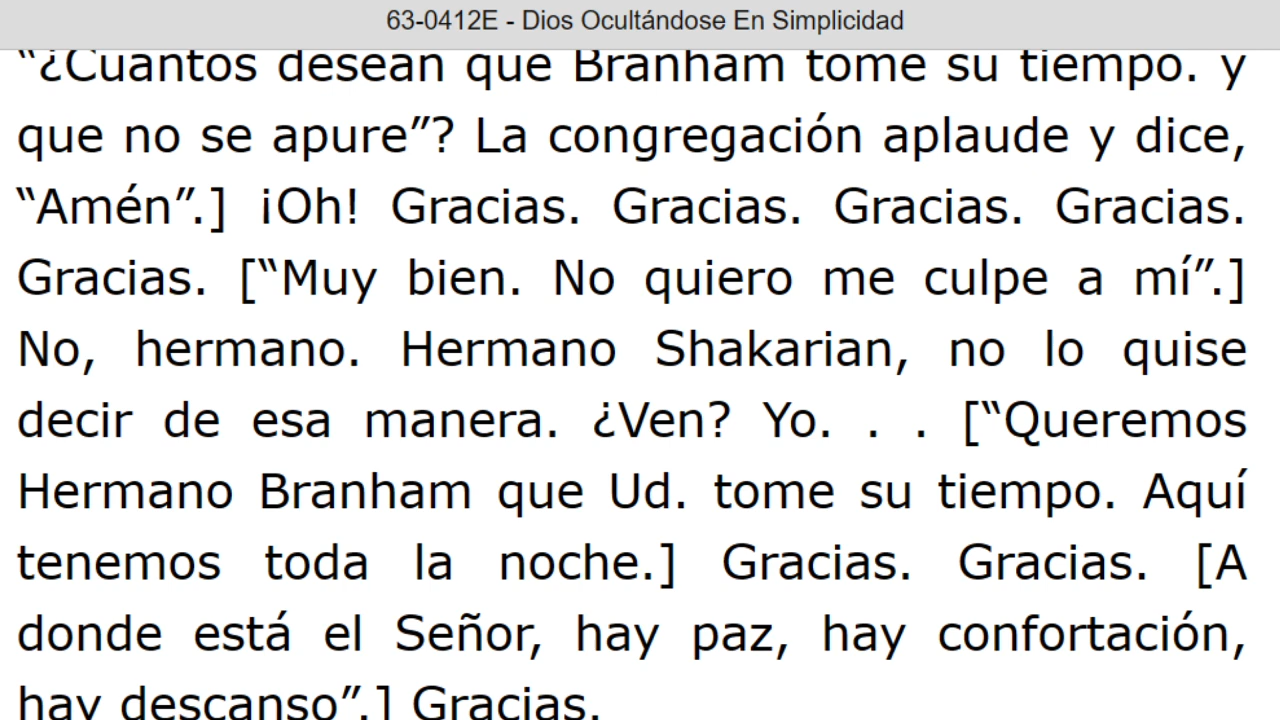 63-0412E - Dios Ocultándose En Simplicidad
“¿Cuántos desean que Branham tome su tiempo. y
que no se apure”? La congregación aplaude y dice,
“Amén”.] ¡Oh! Gracias. Gracias. Gracias. Gracias.
Gracias. [“Muy bien. No quiero me culpe a mí”.]
No, hermano. Hermano Shakarian, no lo quise
decir de esa manera. ¿Ven? Yo. . . [“Queremos
Hermano Branham que Ud. tome su tiempo. Aquí
tenemos toda la noche.] Gracias. Gracias. [A
donde está el Señor, hay paz, hay confortación,
hay descanso”.] Gracias.